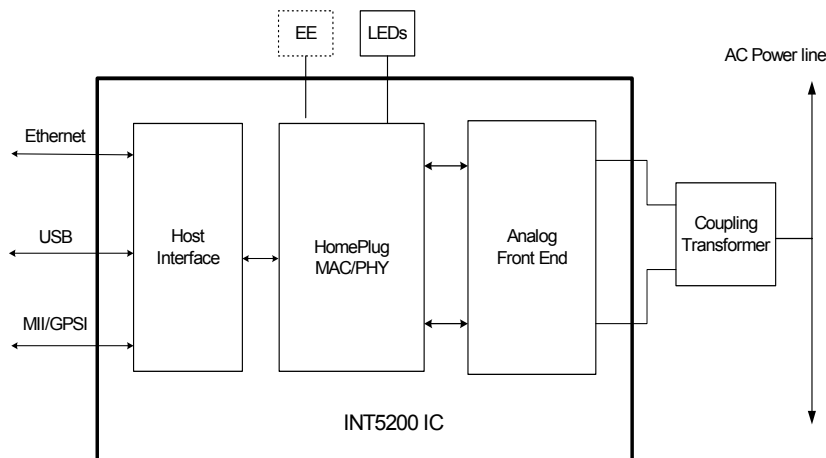 EE
LEDs
AC Power line
Ethernet
USB
MII/GPSI
Host
Interface
HomePlug
MAC/PHY
Analog
Front End
Coupling
Transformer
INT5200 IC